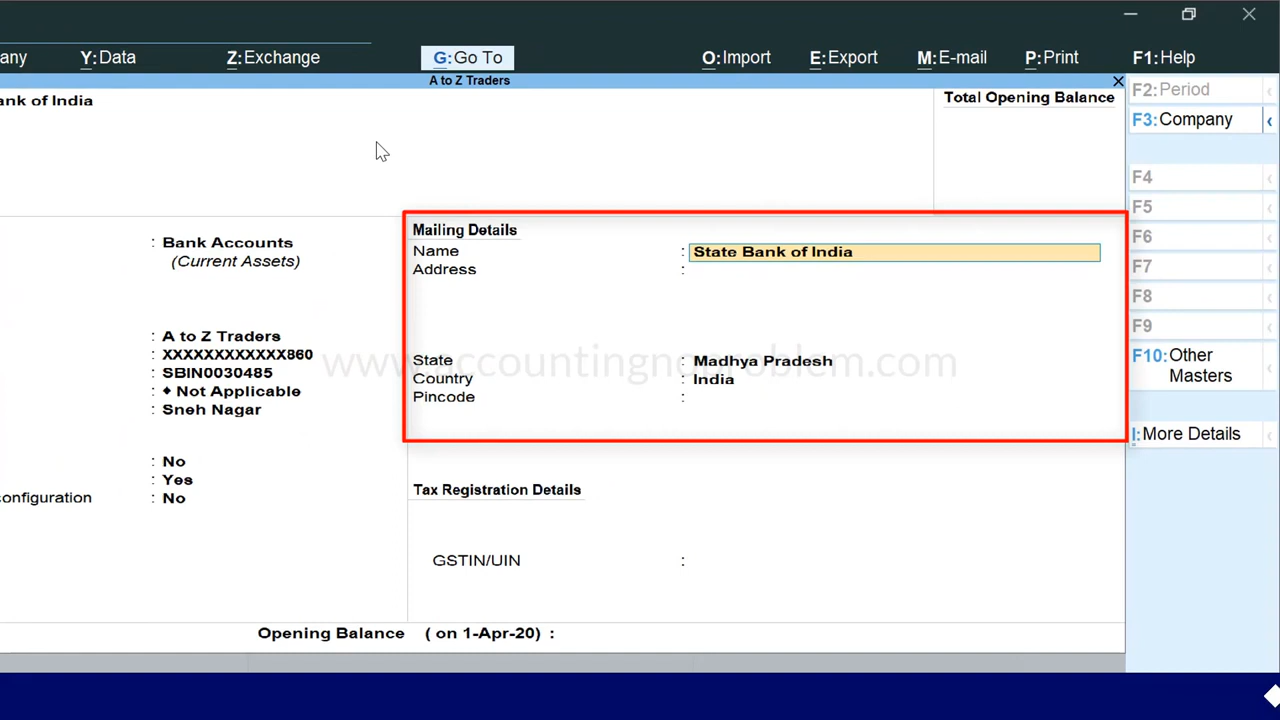 any Y:Data Z:Exchange G:Go To O:Import E:Export M:E-mail P:Print F1:Help
A to Z Traders
ank of India
Total Opening Balance
F2:Period
F3:Company
F4
F5
F6
F7
F8
F9
F10:Other
Masters
I:More Details
: Bank Accounts
(Current Assets)
: A to Z Traders
: XXXXXXXXXXXX860
: SBIN0030485
: ♦ Not Applicable
: Sneh Nagar
: No
: Yes
configuration : No
Mailing Details
Name : State Bank of India
Address :
State : Madhya Pradesh
Country : India
Pincode :
www.accountingnoproblem.com
Tax Registration Details
GSTIN/UIN :
Opening Balance ( on 1-Apr-20) :